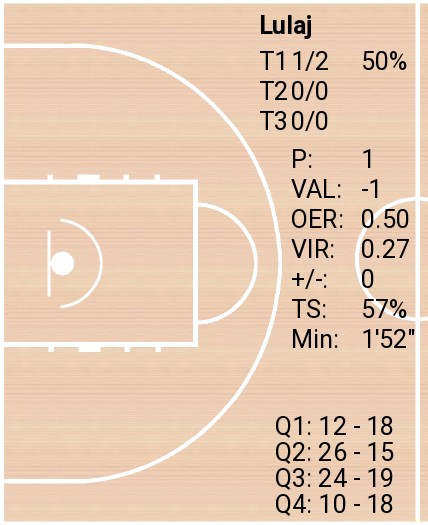 Lulaj
T1 1/2 50%
T2 0/0
T3 0/0
P: 1
VAL: -1
OER: 0.50
VIR: 0.27
+/-: 0
TS: 57%
Min: 1'52"
Q1: 12 - 18
Q2: 26 - 15
Q3: 24 - 19
Q4: 10 - 18